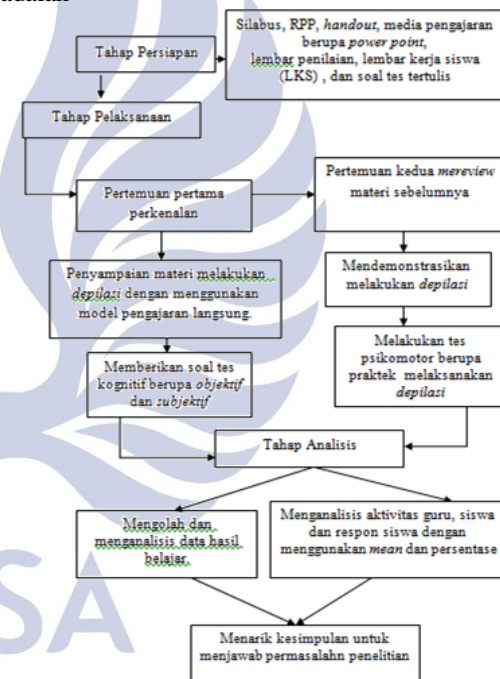 Silabus, RPP, handout, media pengajaran
berupa power point,
lembar penilaian, lembar kerja siswa
(LKS) , dan soal tes tertulis
Tahap Persiapan
Tahap Pelaksanaan
Pertemuan pertama
perkenalan
Pertemuan kedua mereview
materi sebelumnya
Penyampaian materi melakukan
depilasi dengan menggunakan
model pengajaran langsung.
Mendemonstrasikan
melakukan depilasi
Memberikan soal tes
kognitif berupa objektif
dan subjektif
Melakukan tes
psikomotor berupa
praktek melaksanakan
depilasi
Tahap Analisis
Mengolah dan
menganalisis data hasil
belajar.
Menganalisis aktivitas guru, siswa
dan respon siswa dengan
menggunakan mean dan persentase
Menarik kesimpulan untuk
menjawab permasalahn penelitian
SA